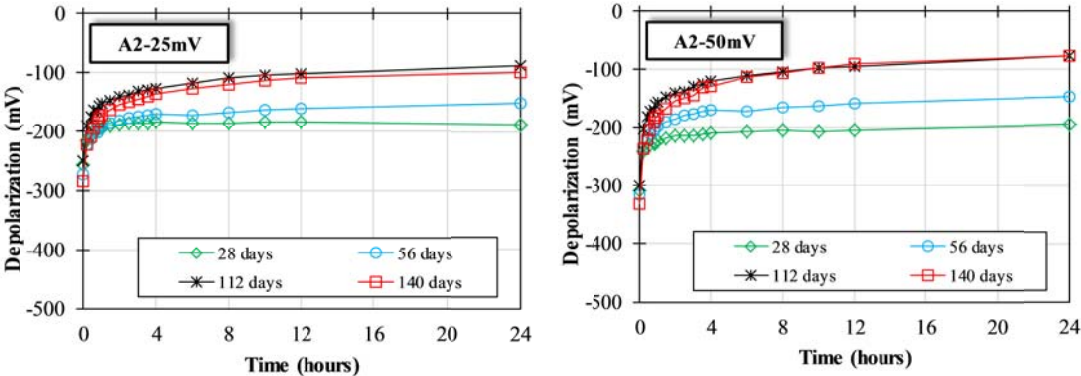 A2-25mV
Depolarization (mV)
0
-100
-200
-300
-400
-500
28 days
56 days
112 days
140 days
0 4 8 12 16 20 24
Time (hours)
A2-50mV
Depolarization (mV)
0
-100
-200
-300
-400
-500
28 days
56 days
112 days
140 days
0 4 8 12 16 20 24
Time (hours)